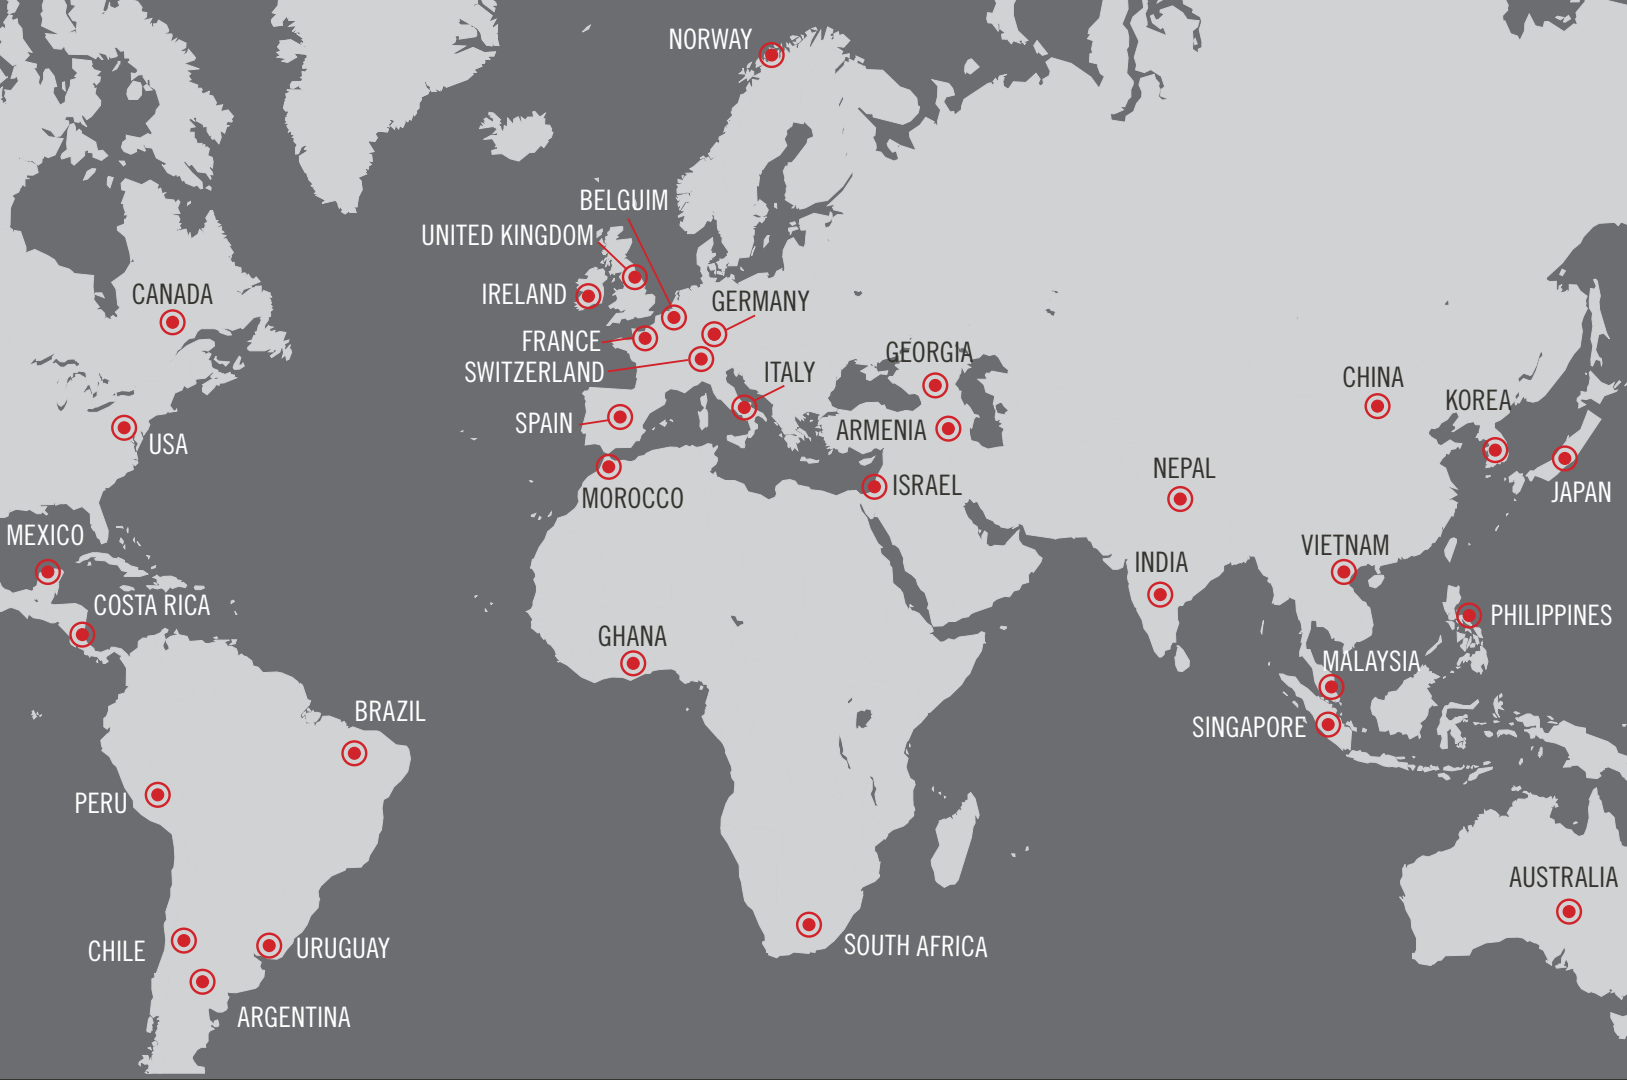 NORWAY
BELGUIM
UNITED KINGDOM
IRELAND
CANADA
GERMANY
FRANCE
GEORGIA
SWITZERLAND
ITALY
CHINA
KOREA
SPAIN
ARMENIA
USA
NEPAL
ISRAEL
JAPAN
MOROCCO
MEXICO
VIETNAM
INDIA
COSTA RICA
PHILIPPINES
GHANA
MALAYSIA
BRAZIL
SINGAPORE
PERU
AUSTRALIA
SOUTH AFRICA
URUGUAY
CHILE
ARGENTINA